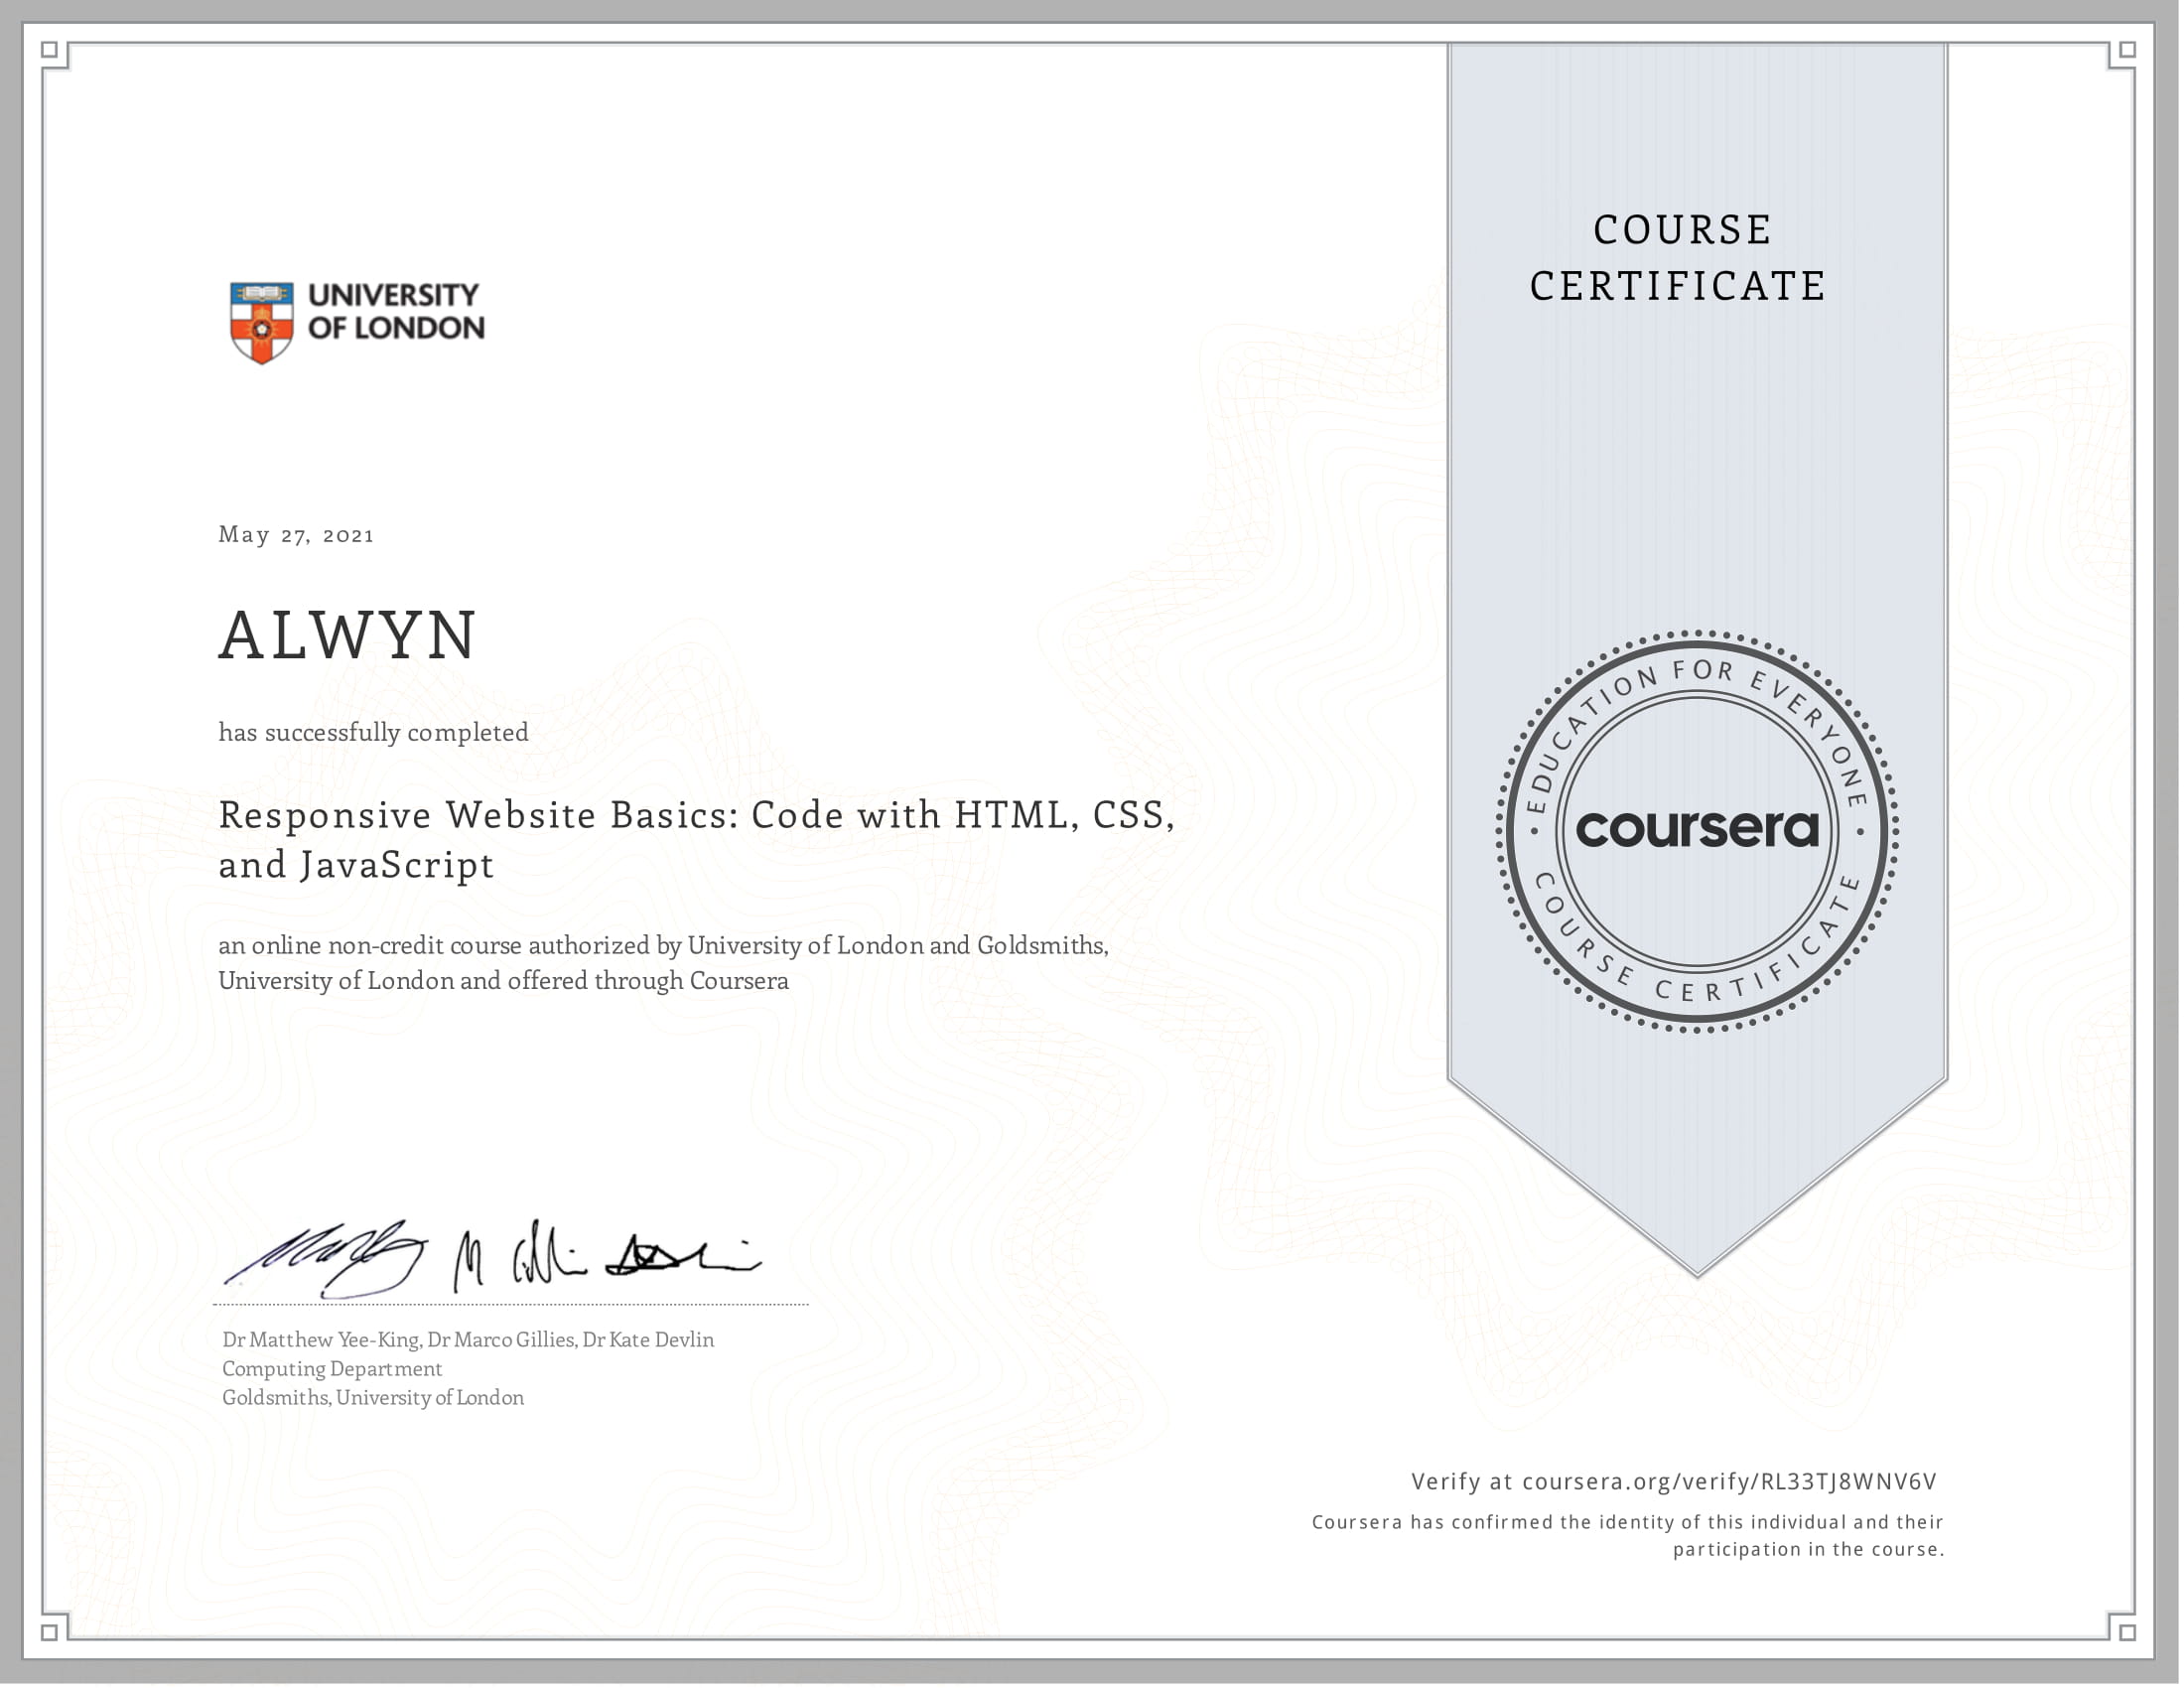 COURSE
CERTIFICATE
UNIVERSITY
OF LONDON
May 27, 2021
ALWYN
has successfully completed
Responsive Website Basics: Code with HTML, CSS,
and JavaScript
an online non-credit course authorized by University of London and Goldsmiths,
University of London and offered through Coursera
EDUCATION FOR EVERYONE
coursera
COURSE CERTIFICATE
Dr Matthew Yee-King, Dr Marco Gillies, Dr Kate Devlin
Computing Department
Goldsmiths, University of London
Verify at coursera.org/verify/RL33TJ8WNV6V
Coursera has confirmed the identity of this individual and their
participation in the course.